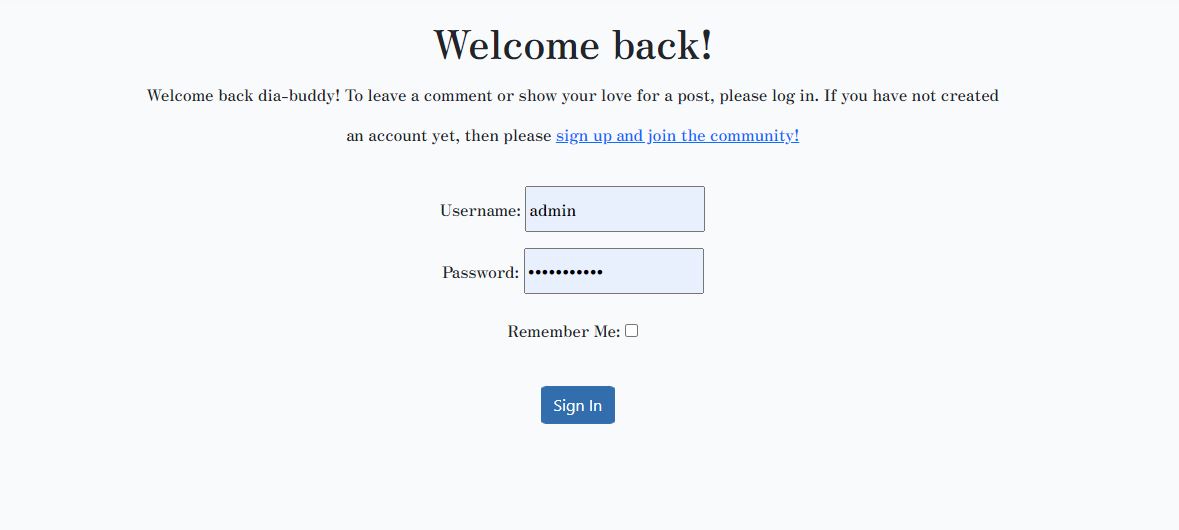 Welcome back!
Welcome back dia-buddy! To leave a comment or show your love for a post, please log in. If you have not created
an account yet, then please sign up and join the community!
Username: admin
Password: •••••••••••
Remember Me:
Sign In